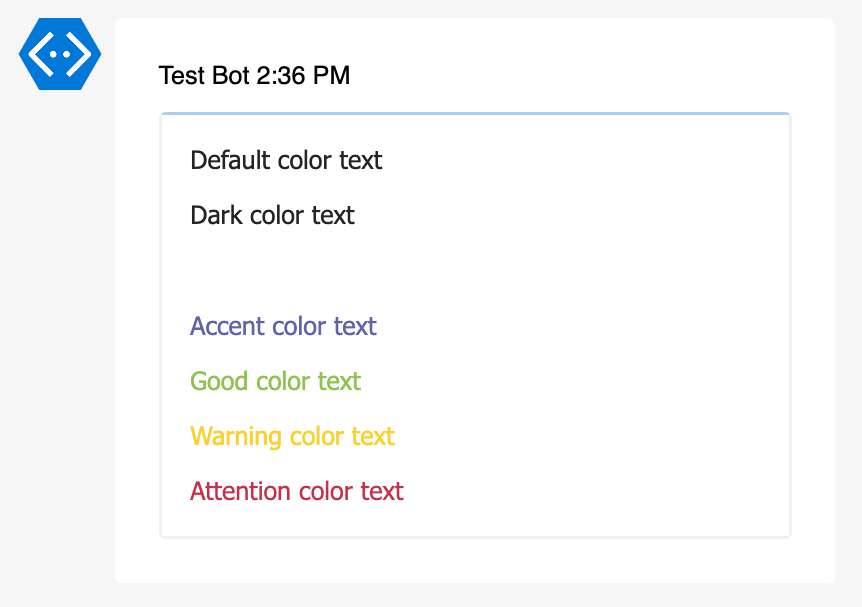 Test Bot 2:36 PM
Default color text
Dark color text
Accent color text
Good color text
Warning color text
Attention color text